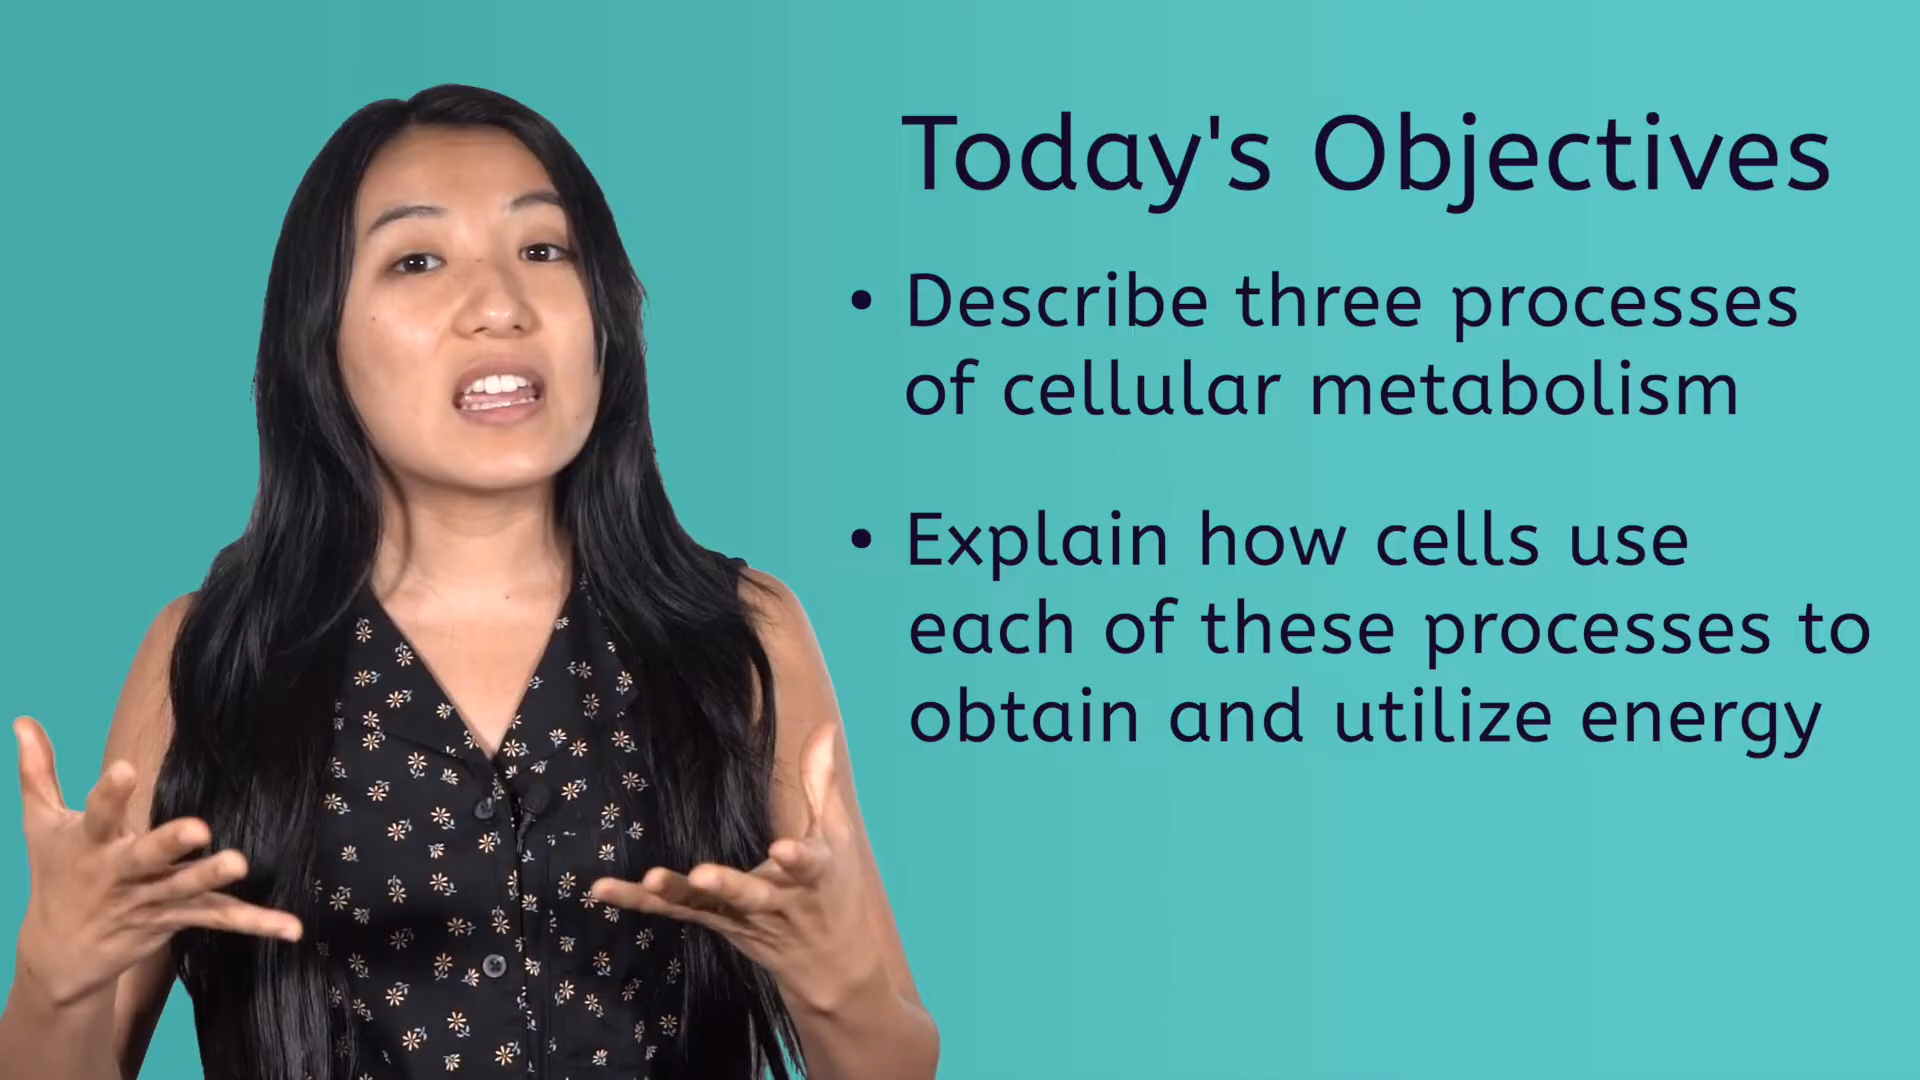 Today's Objectives
• Describe three processes
of cellular metabolism
• Explain how cells use
each of these processes to
obtain and utilize energy